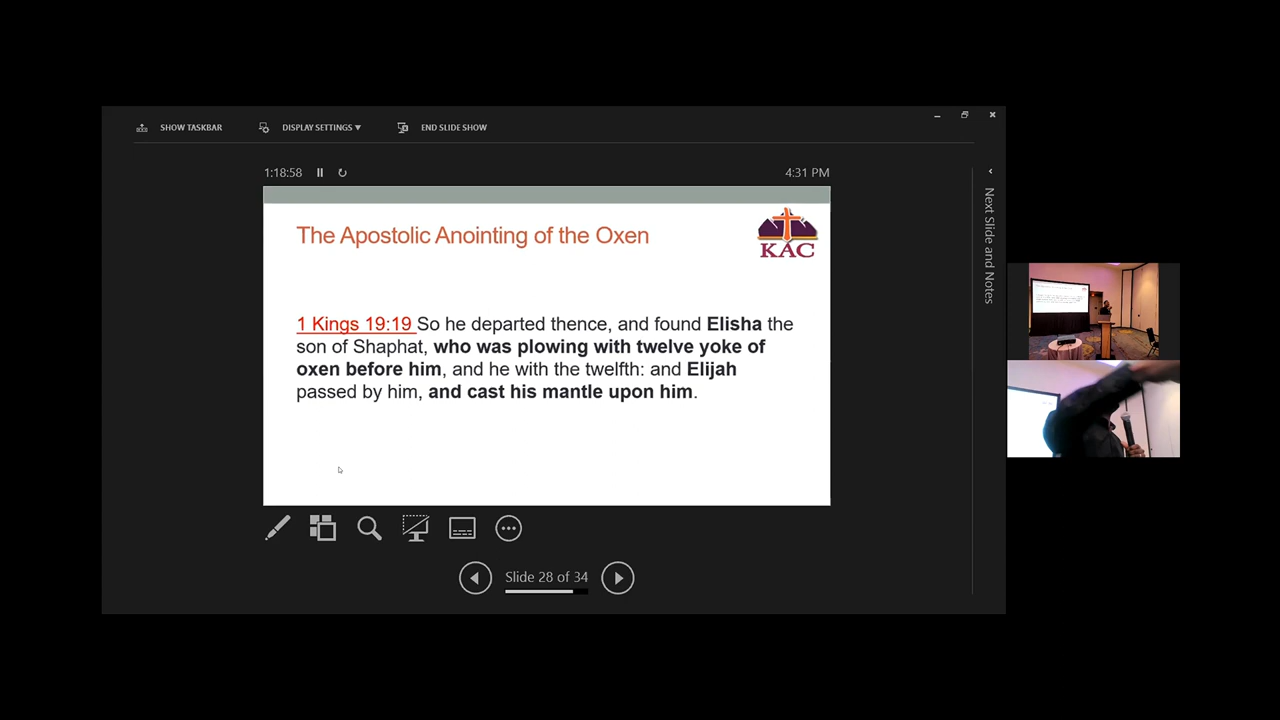 SHOW TASKBAR DISPLAY SETTINGS ▼ END SLIDE SHOW
1:18:58 4:31 PM
The Apostolic Anointing of the Oxen
KAC
1 Kings 19:19 So he departed thence, and found Elisha the
son of Shaphat, who was plowing with twelve yoke of
oxen before him, and he with the twelfth: and Elijah
passed by him, and cast his mantle upon him.
Slide 28 of 34
Next Slide and Notes